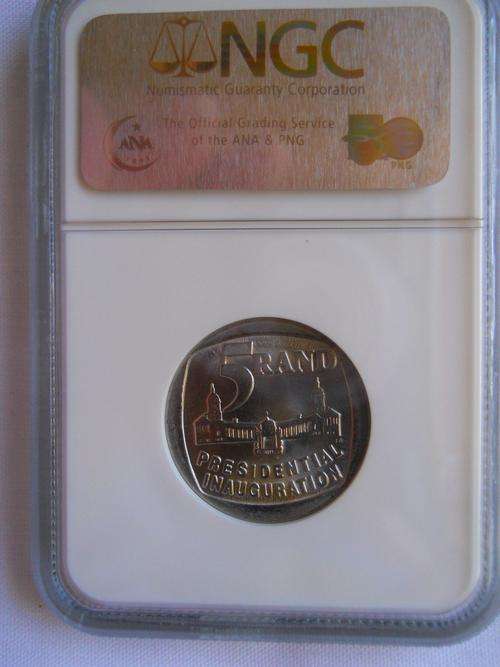 NGC
Numismatic Guaranty Corporation
The Official Grading Service
of the ANA & PNG
ANA
PNG
5 RAND
PRESIDENTIAL
INAUGURATION